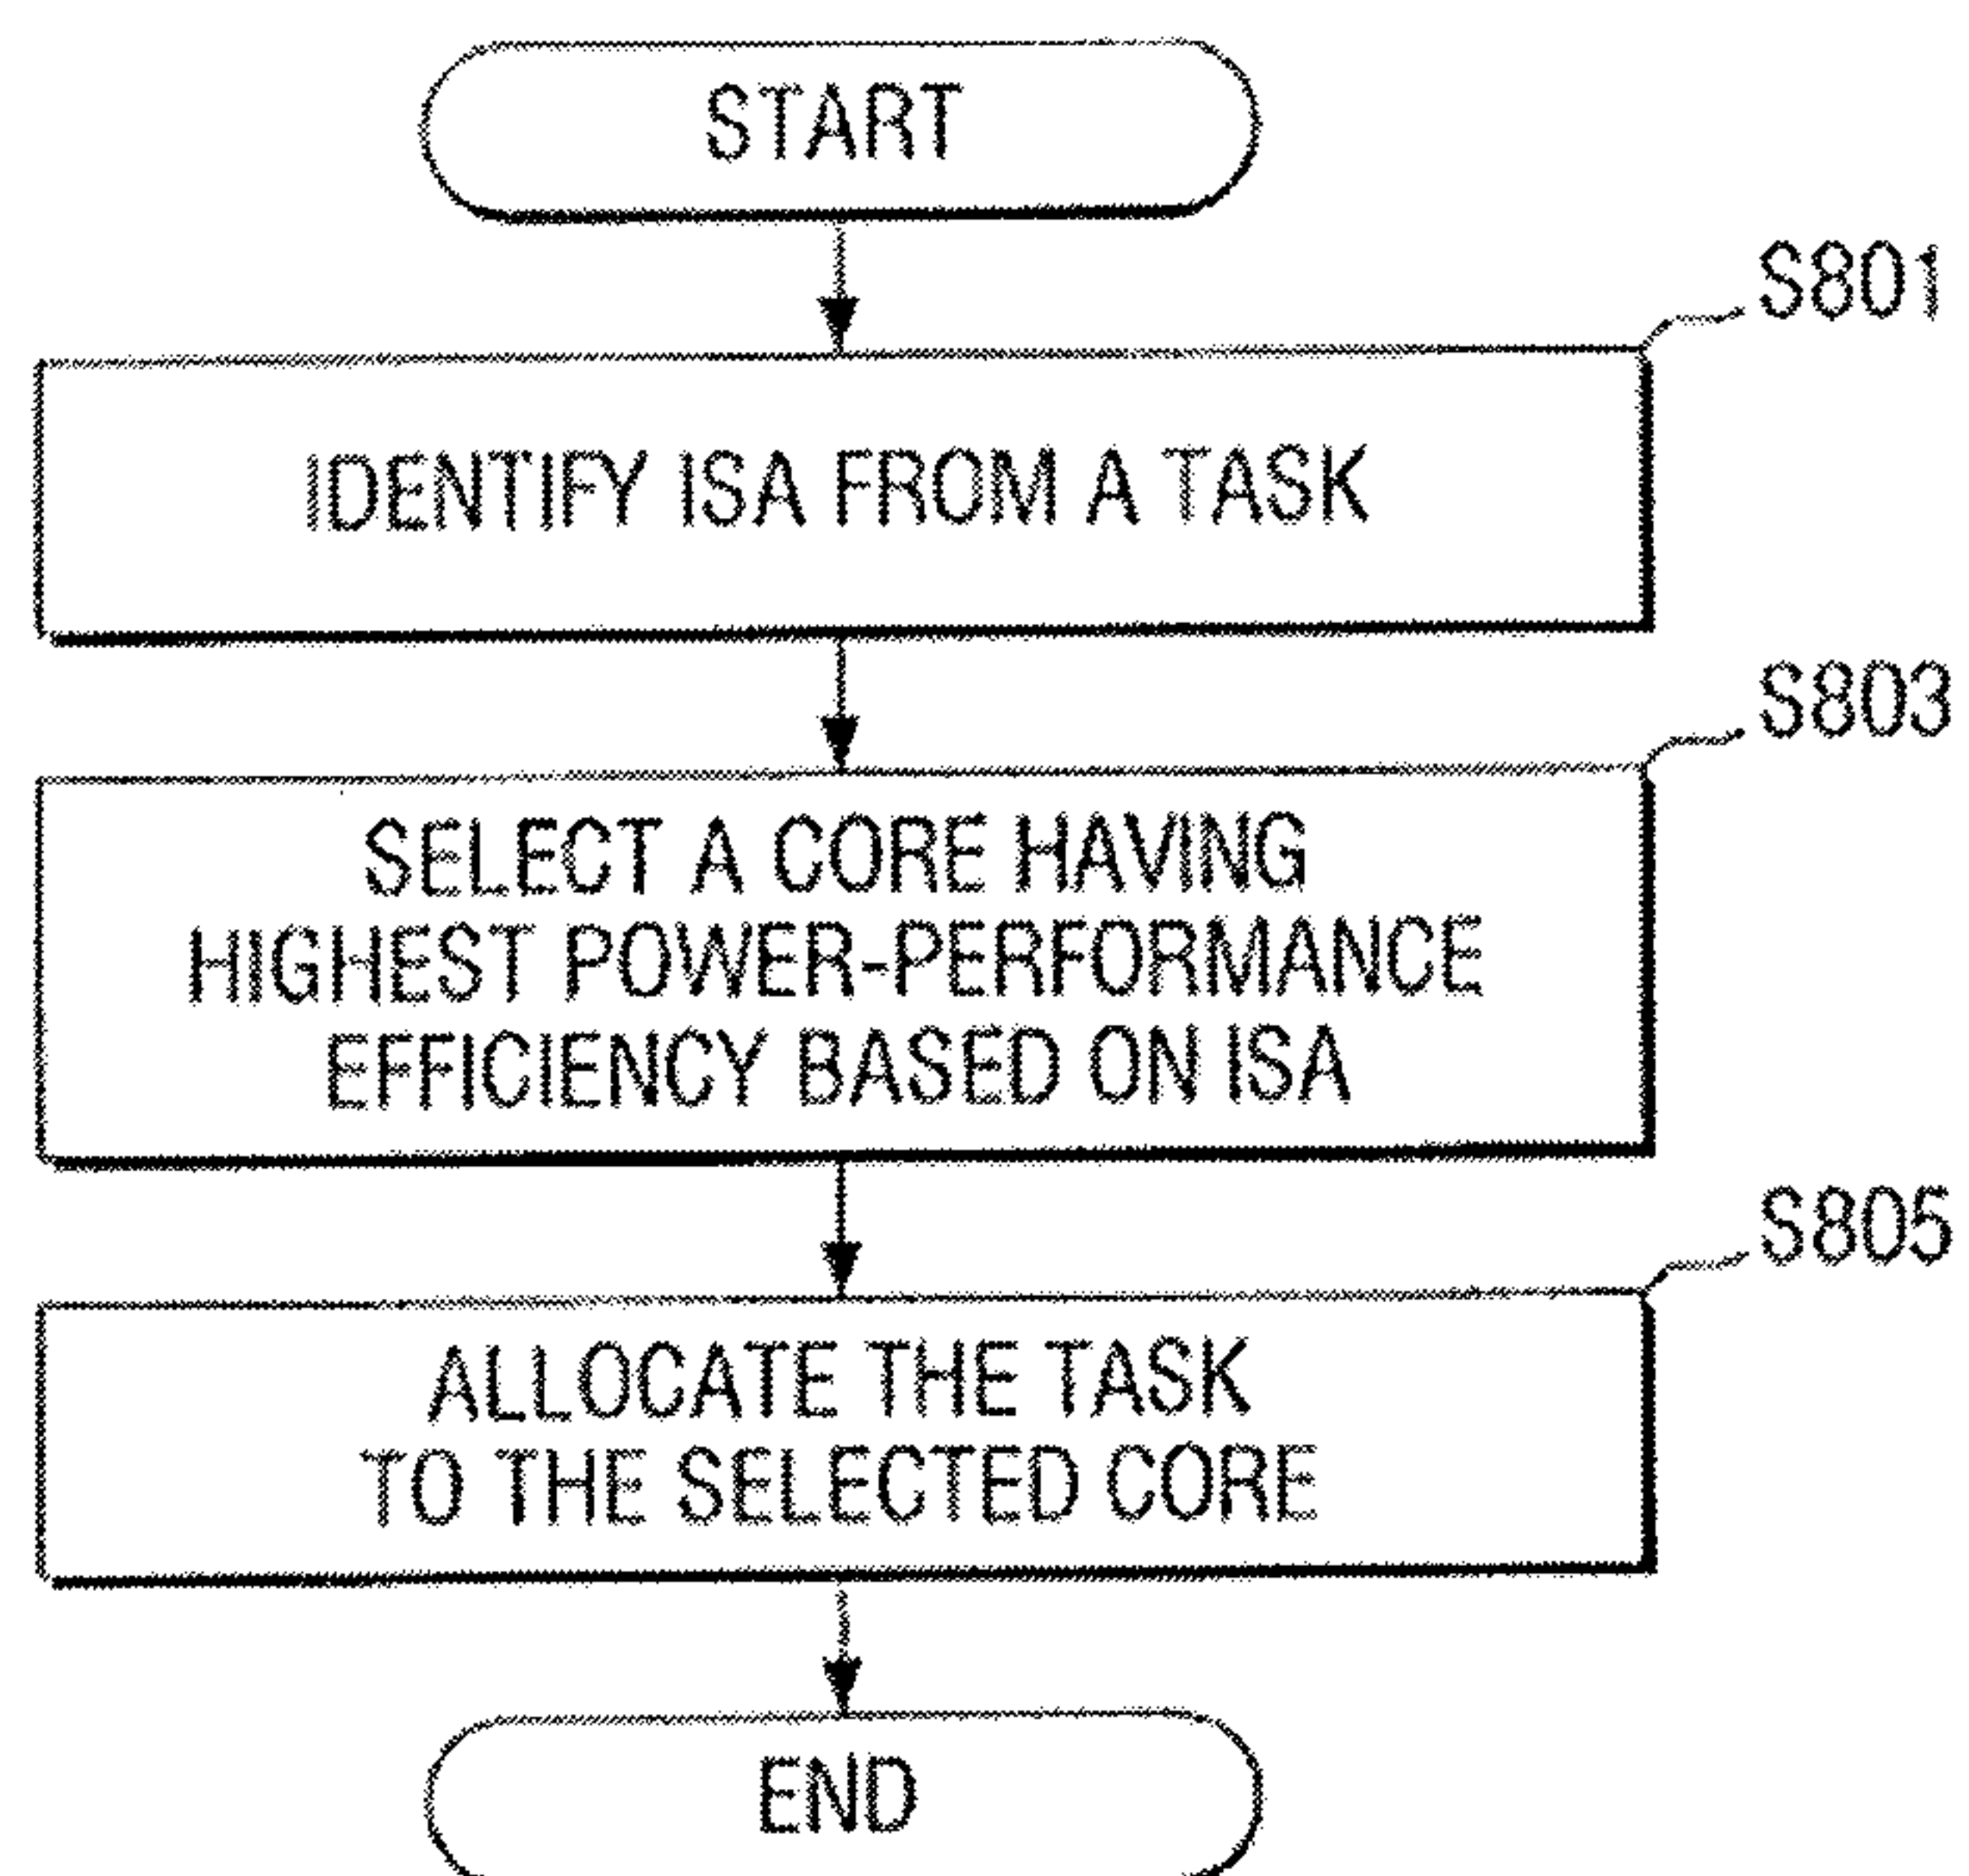 START
S801
IDENTIFY ISA FROM A TASK
S803
SELECT A CORE HAVING
HIGHEST POWER-PERFORMANCE
EFFICIENCY BASED ON ISA
S805
ALLOCATE THE TASK
TO THE SELECTED CORE
END